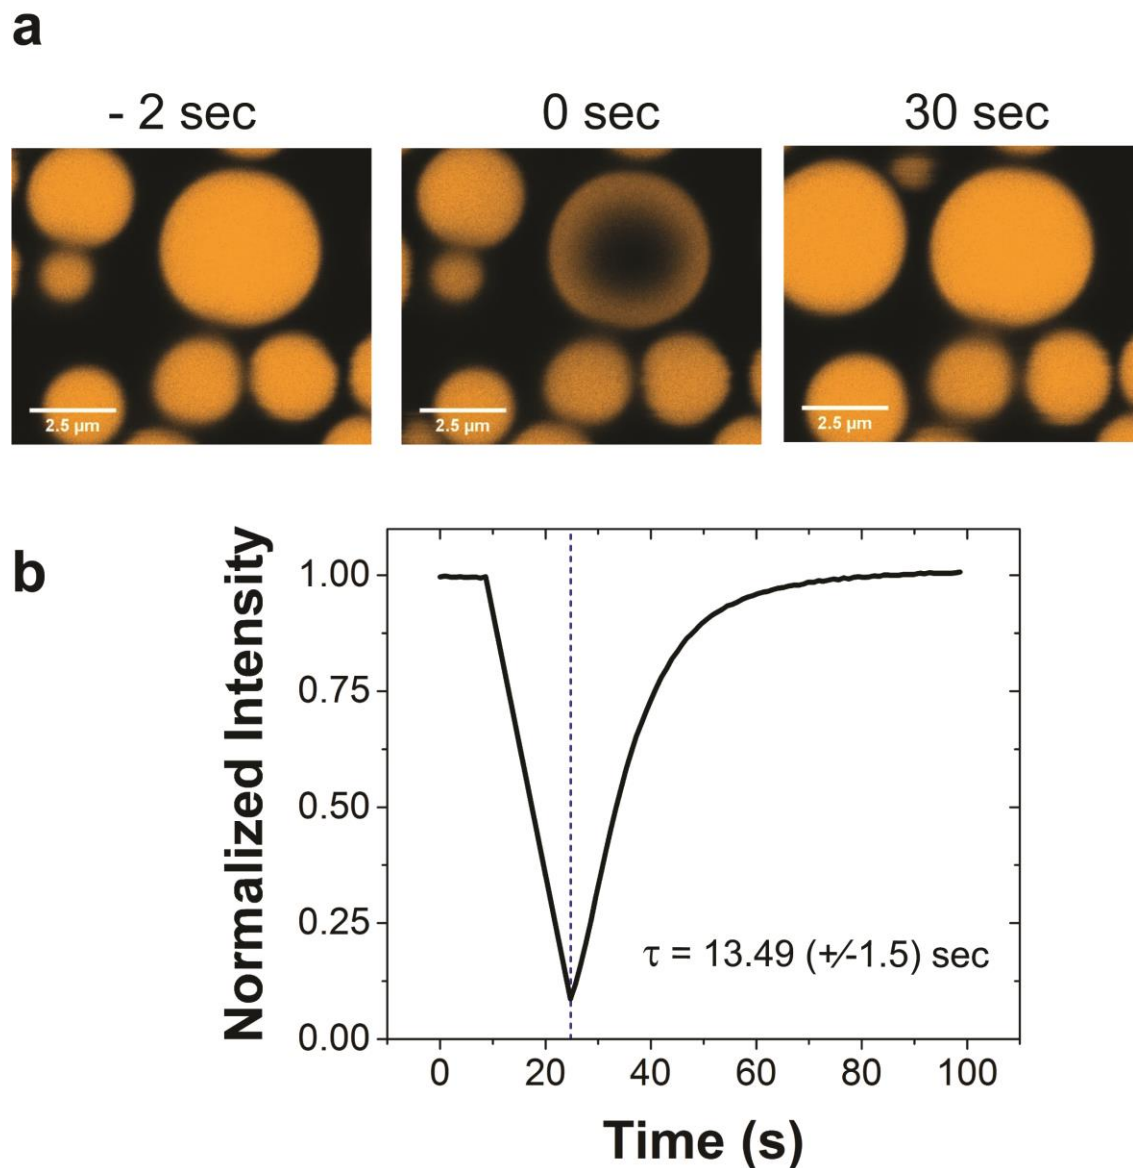 a
- 2 sec
0 sec
30 sec
2.5 µm
2.5 µm
2.5 µm
b
Normalized Intensity
1.00
0.75
0.50
0.25
0.00
τ = 13.49 (+/-1.5) sec
0 20 40 60 80 100
Time (s)